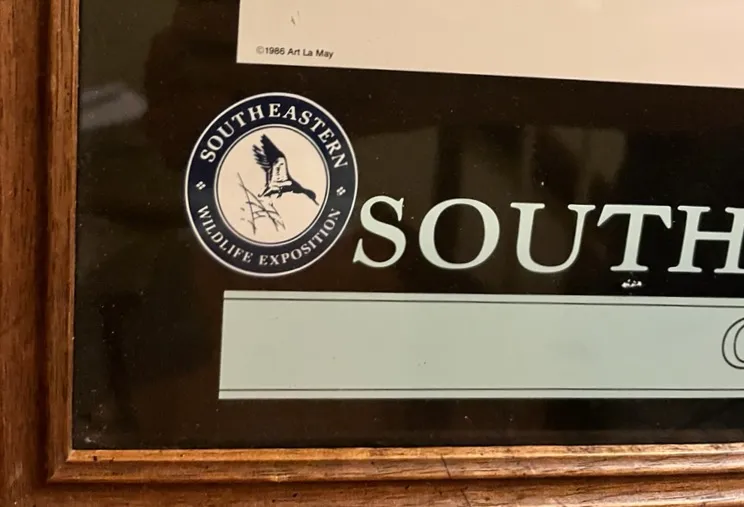 ©1986 Art La May
SOUTHEASTERN
WILDLIFE EXPOSITION
SOUTH